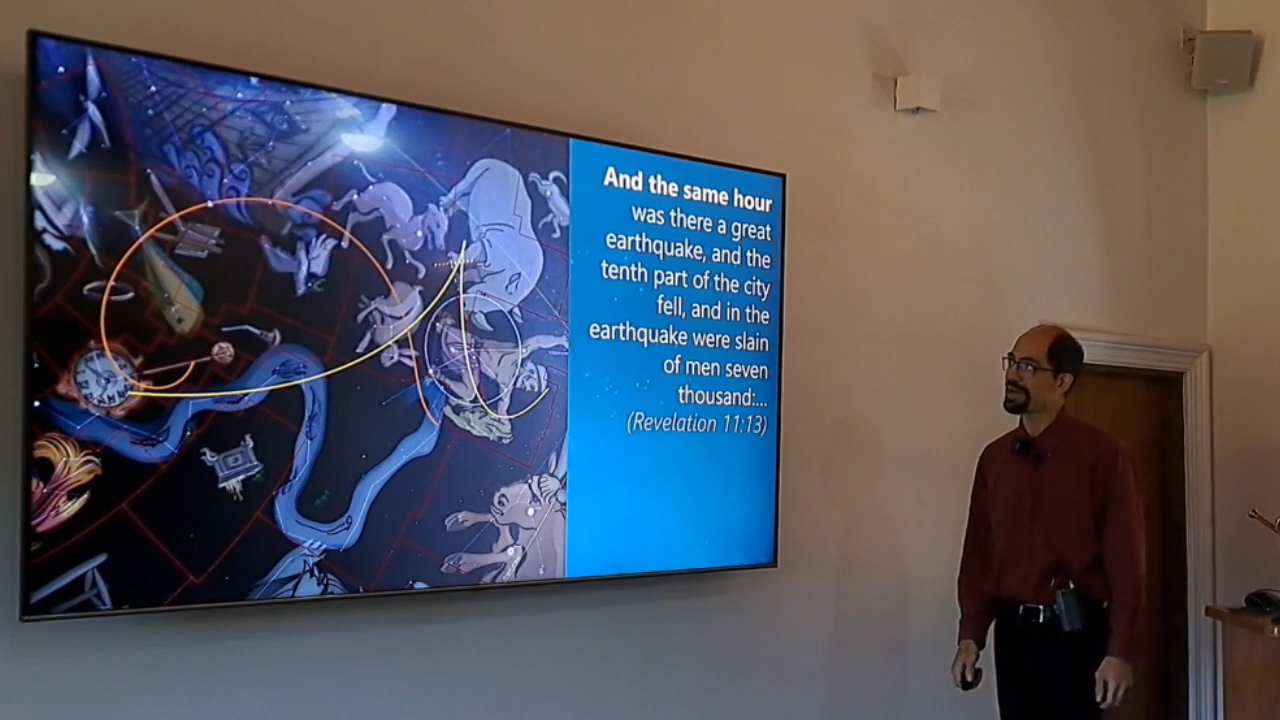 And the same hour
was there a great
earthquake, and the
tenth part of the city
fell, and in the
earthquake were slain
of men seven
thousand:...
(Revelation 11:13)